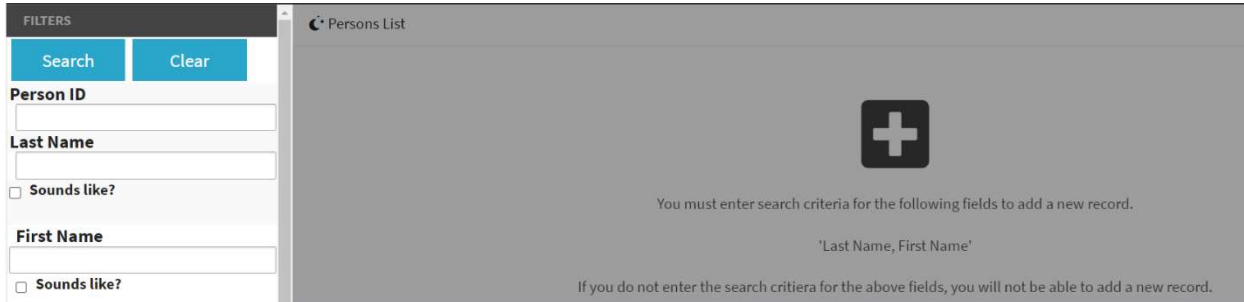 FILTERS
Search Clear
Person ID
Last Name
Sounds like?
First Name
Sounds like?
Persons List
You must enter search criteria for the following fields to add a new record.
'Last Name, First Name'
If you do not enter the search critiera for the above fields, you will not be able to add a new record.